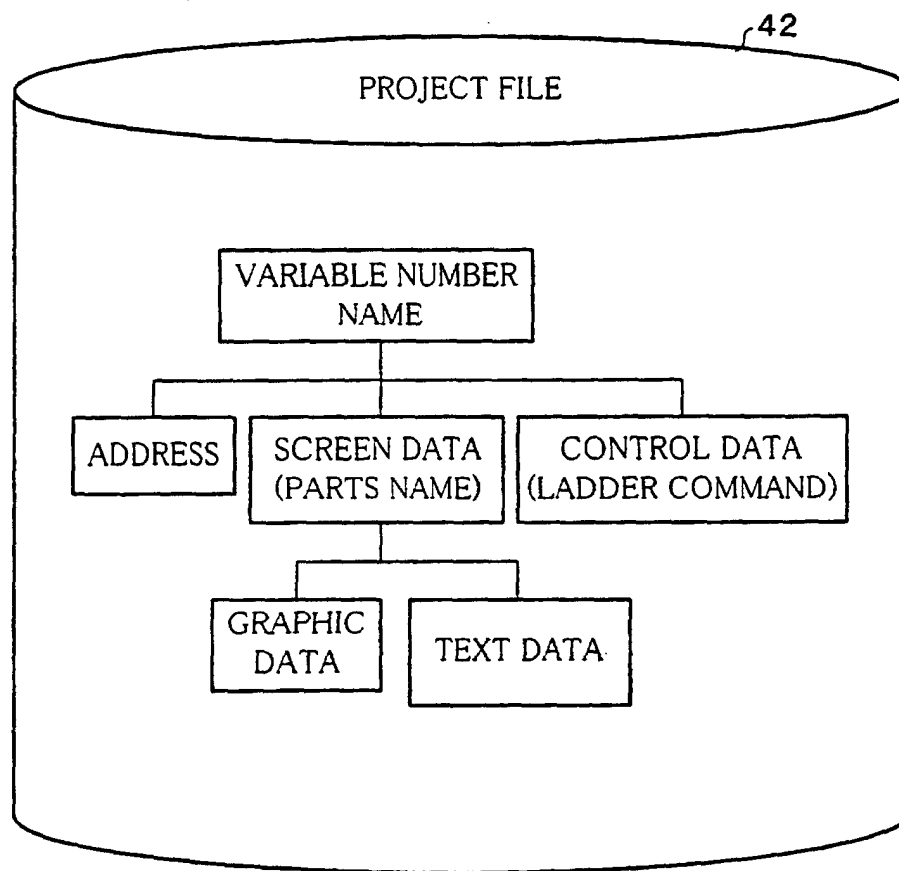 42
PROJECT FILE
VARIABLE NUMBER
NAME
ADDRESS
SCREEN DATA
(PARTS NAME)
CONTROL DATA
(LADDER COMMAND)
GRAPHIC
DATA
TEXT DATA